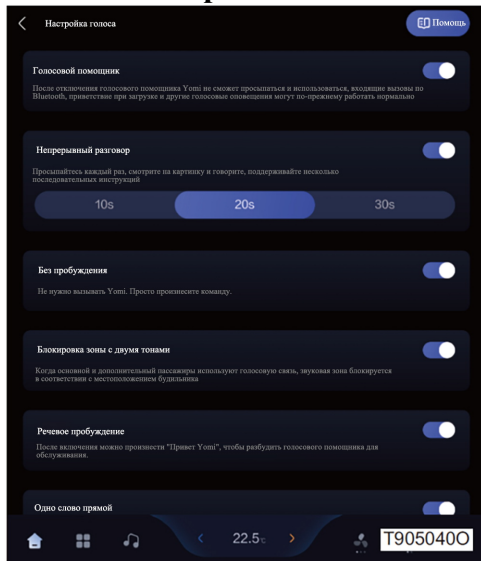 Настройка голоса
Помощь
Голосовой помощник
После отключения голосового помощника Yomi не сможет просыпаться и использоваться, входящие вызовы по
Bluetooth, приветствие при загрузке и другие голосовые оповещения могут по-прежнему работать нормально
Непрерывный разговор
Просыпайтесь каждый раз, смотрите на картинку и говорите, поддерживайте несколько
последовательных инструкций
10s 20s 30s
Без пробуждения
Не нужно вызывать Yomi. Просто произнесите команду.
Блокировка зоны с двумя тонами
Когда основной и дополнительный пассажиры используют голосовую связь, звуковая зона блокируется
в соответствии с местоположением будильника
Речевое пробуждение
После включения можно произнести "Привет Yomi", чтобы разбудить голосового помощника для
обслуживания.
Одно слово прямой
22.5°c
T905040O